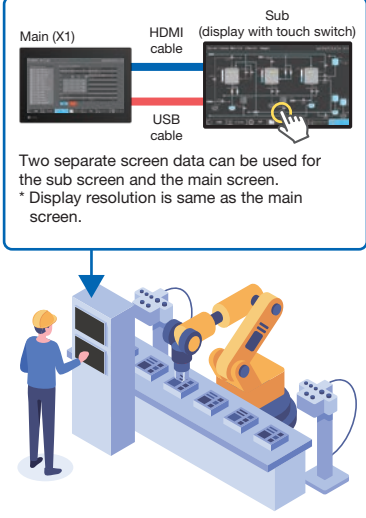 Main (X1)
HDMI
cable
Sub
(display with touch switch)
USB
cable
Two separate screen data can be used for
the sub screen and the main screen.
* Display resolution is same as the main
screen.